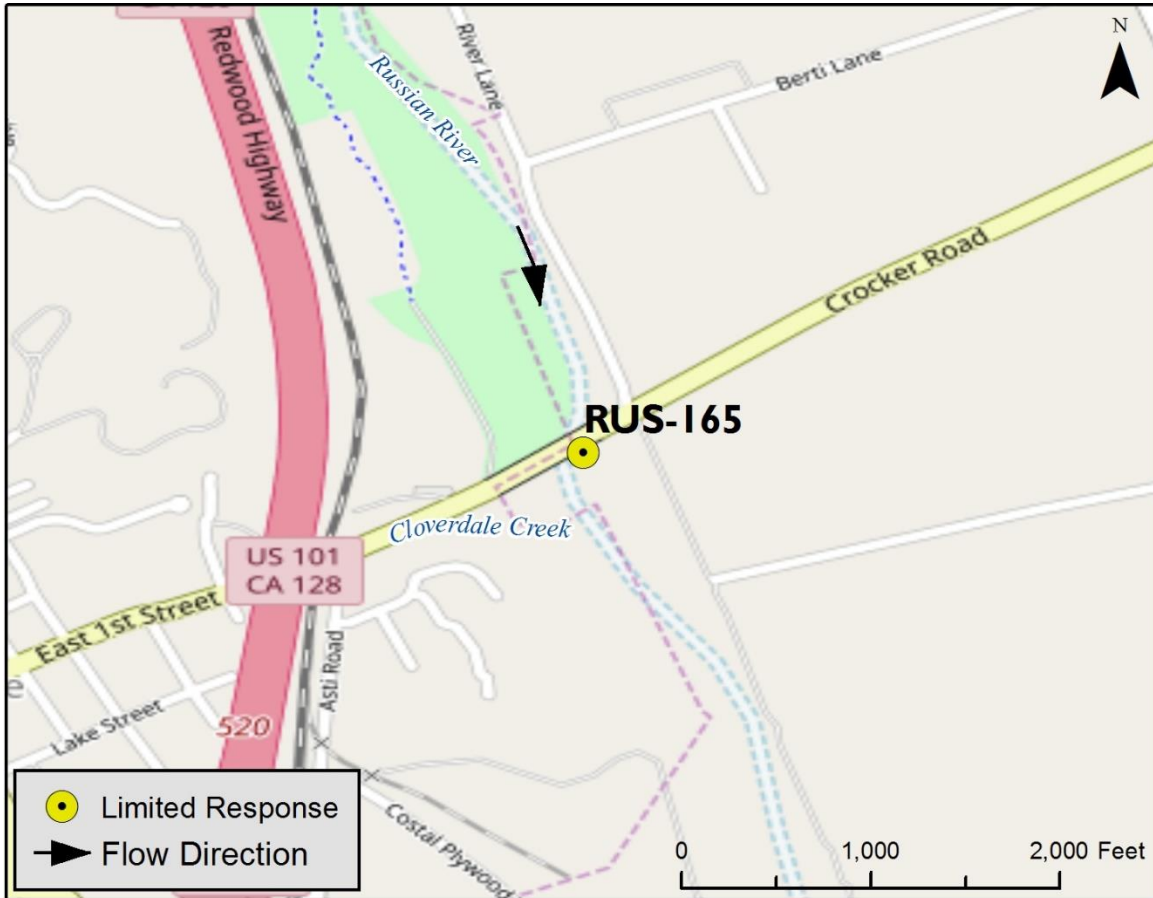 N
Redwood Highway
Russian River
River Lane
Berti Lane
Crocker Road
RUS-165
Cloverdale Creek
US 101
CA 128
East 1st Street
Asti Road
Lake Street
520
Costal Plywood
Limited Response
Flow Direction
0 1,000 2,000 Feet